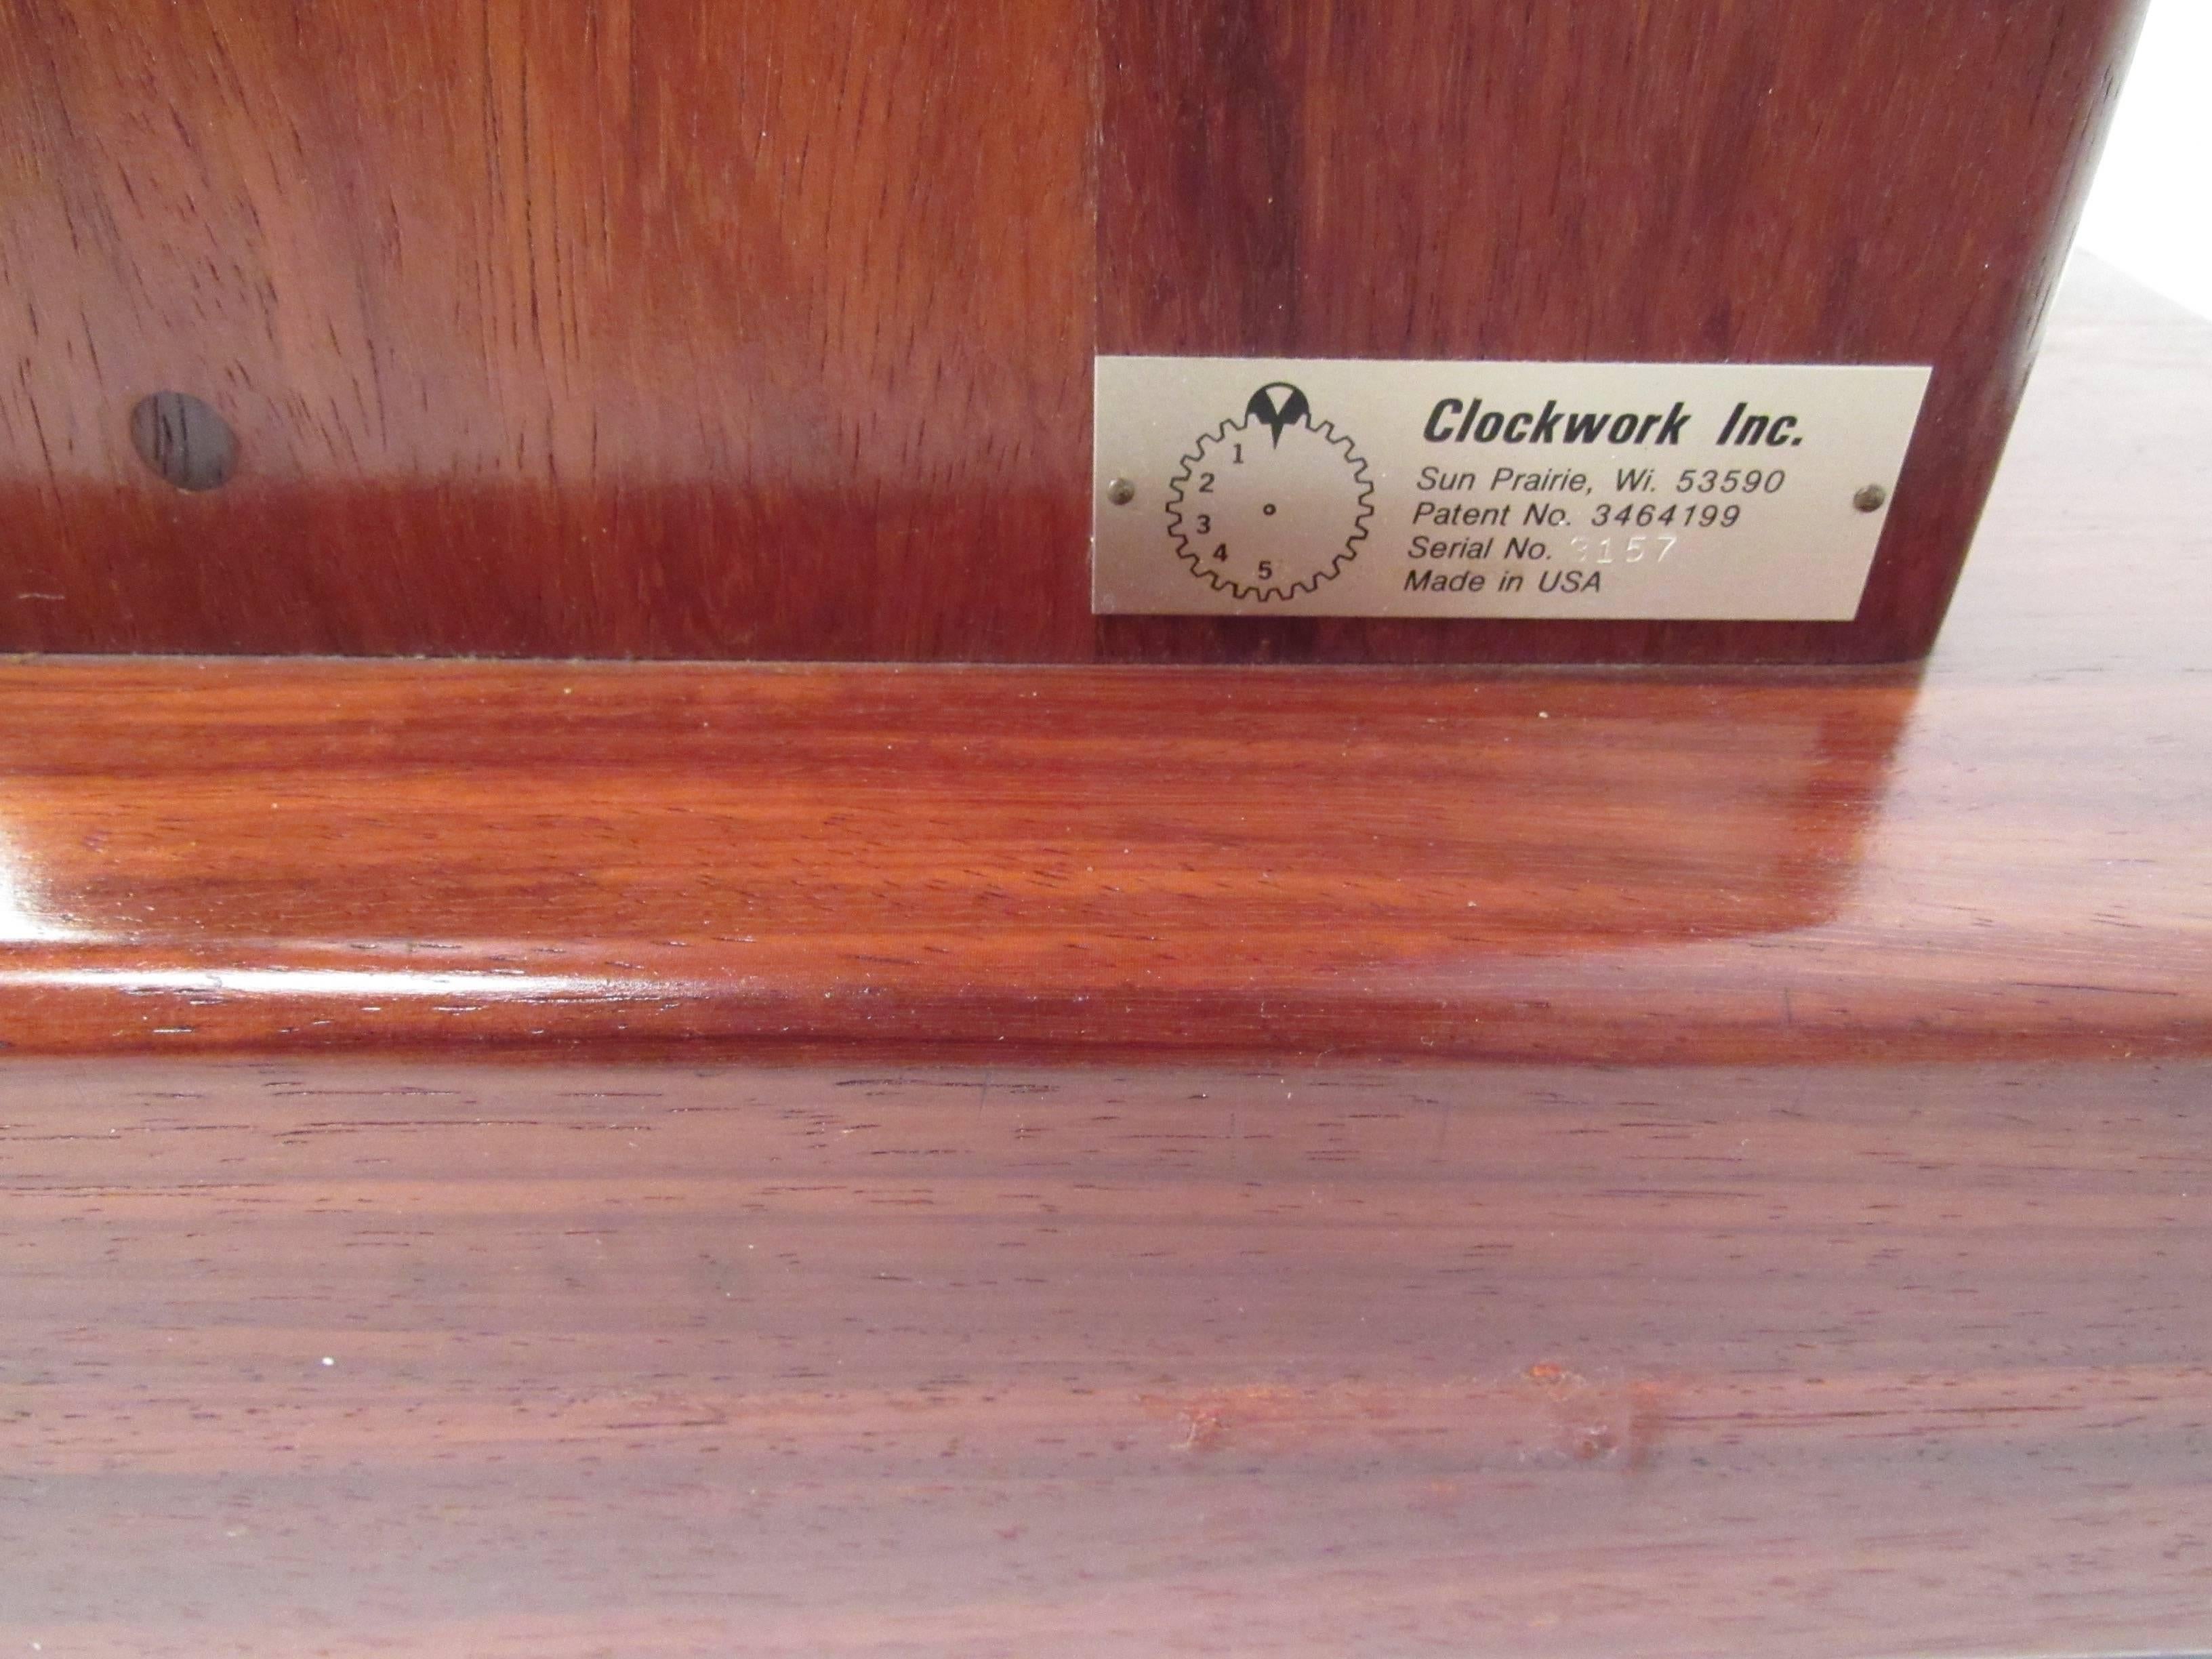 Clockwork Inc.
Sun Prairie, Wi. 53590
Patent No. 3464199
Serial No.
Made in USA
1
2
3
4
5